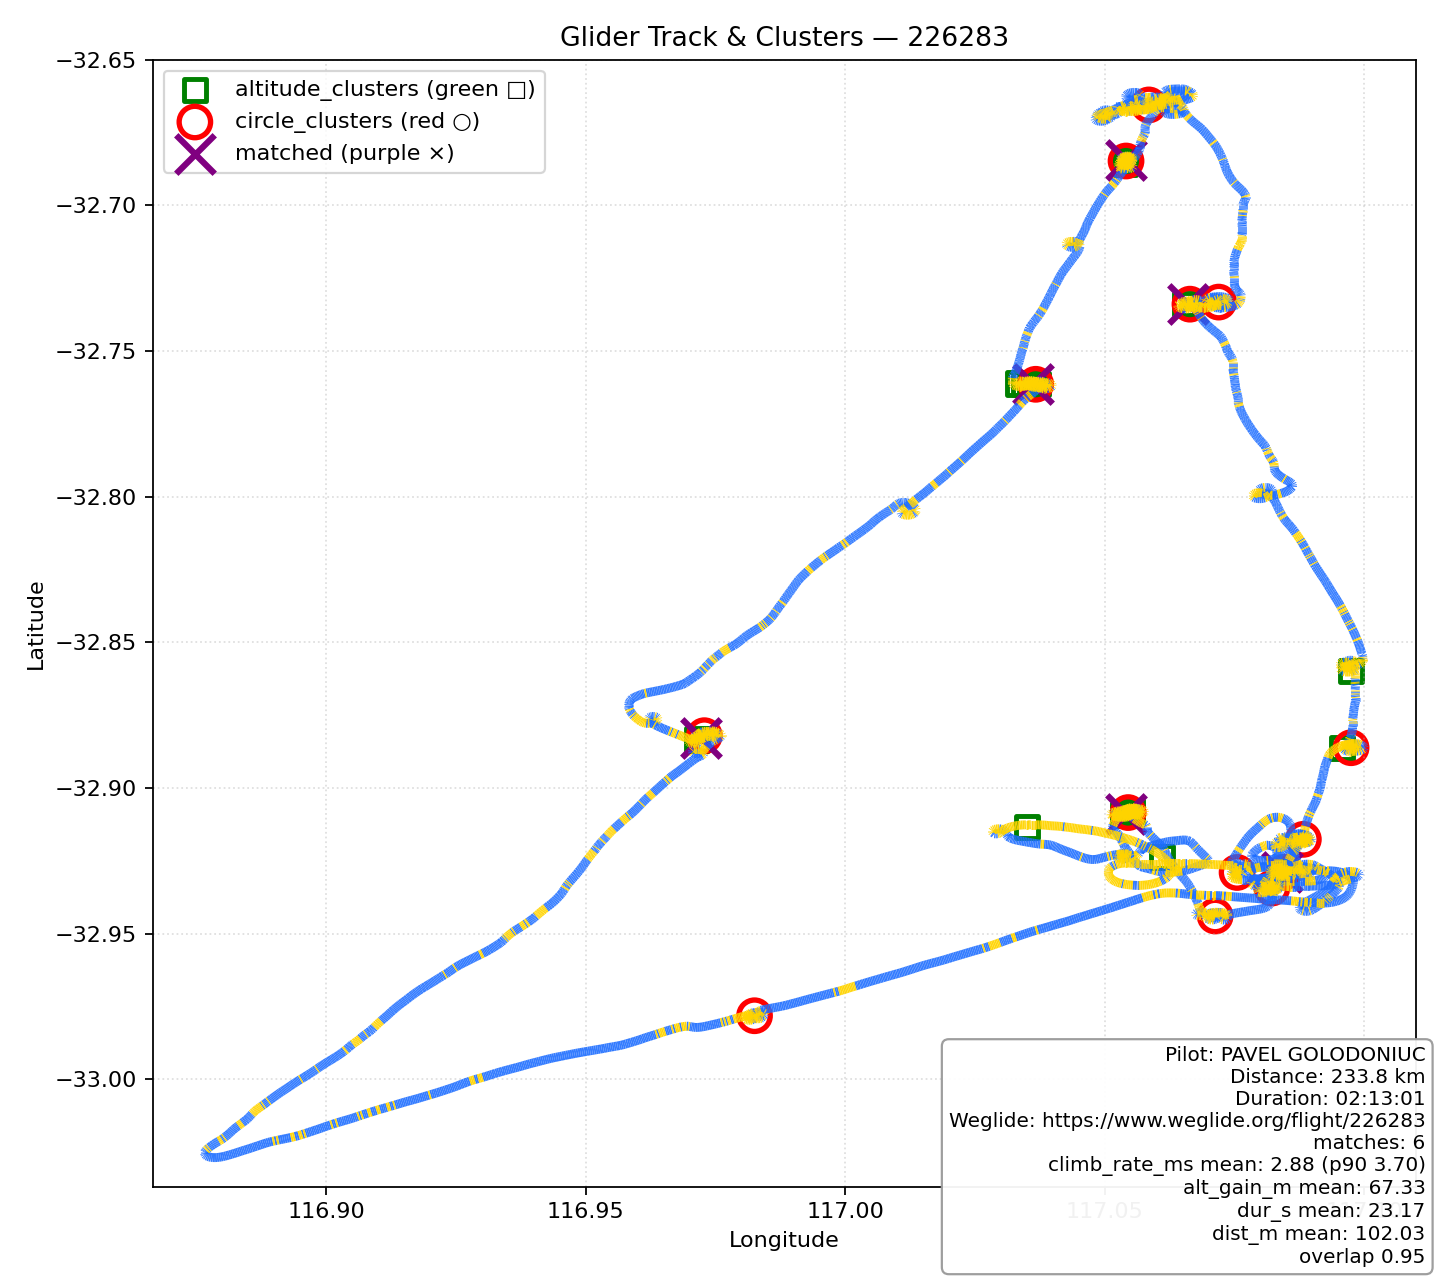 Glider Track & Clusters — 226283
altitude_clusters (green □)
circle_clusters (red ○)
matched (purple ×)
Latitude
−32.65
−32.70
−32.75
−32.80
−32.85
−32.90
−32.95
−33.00
116.90
116.95
117.00
117.05
Longitude
Pilot: PAVEL GOLODONIUC
Distance: 233.8 km
Duration: 02:13:01
Weglide: https://www.weglide.org/flight/226283
matches: 6
climb_rate_ms mean: 2.88 (p90 3.70)
alt_gain_m mean: 67.33
dur_s mean: 23.17
dist_m mean: 102.03
overlap 0.95